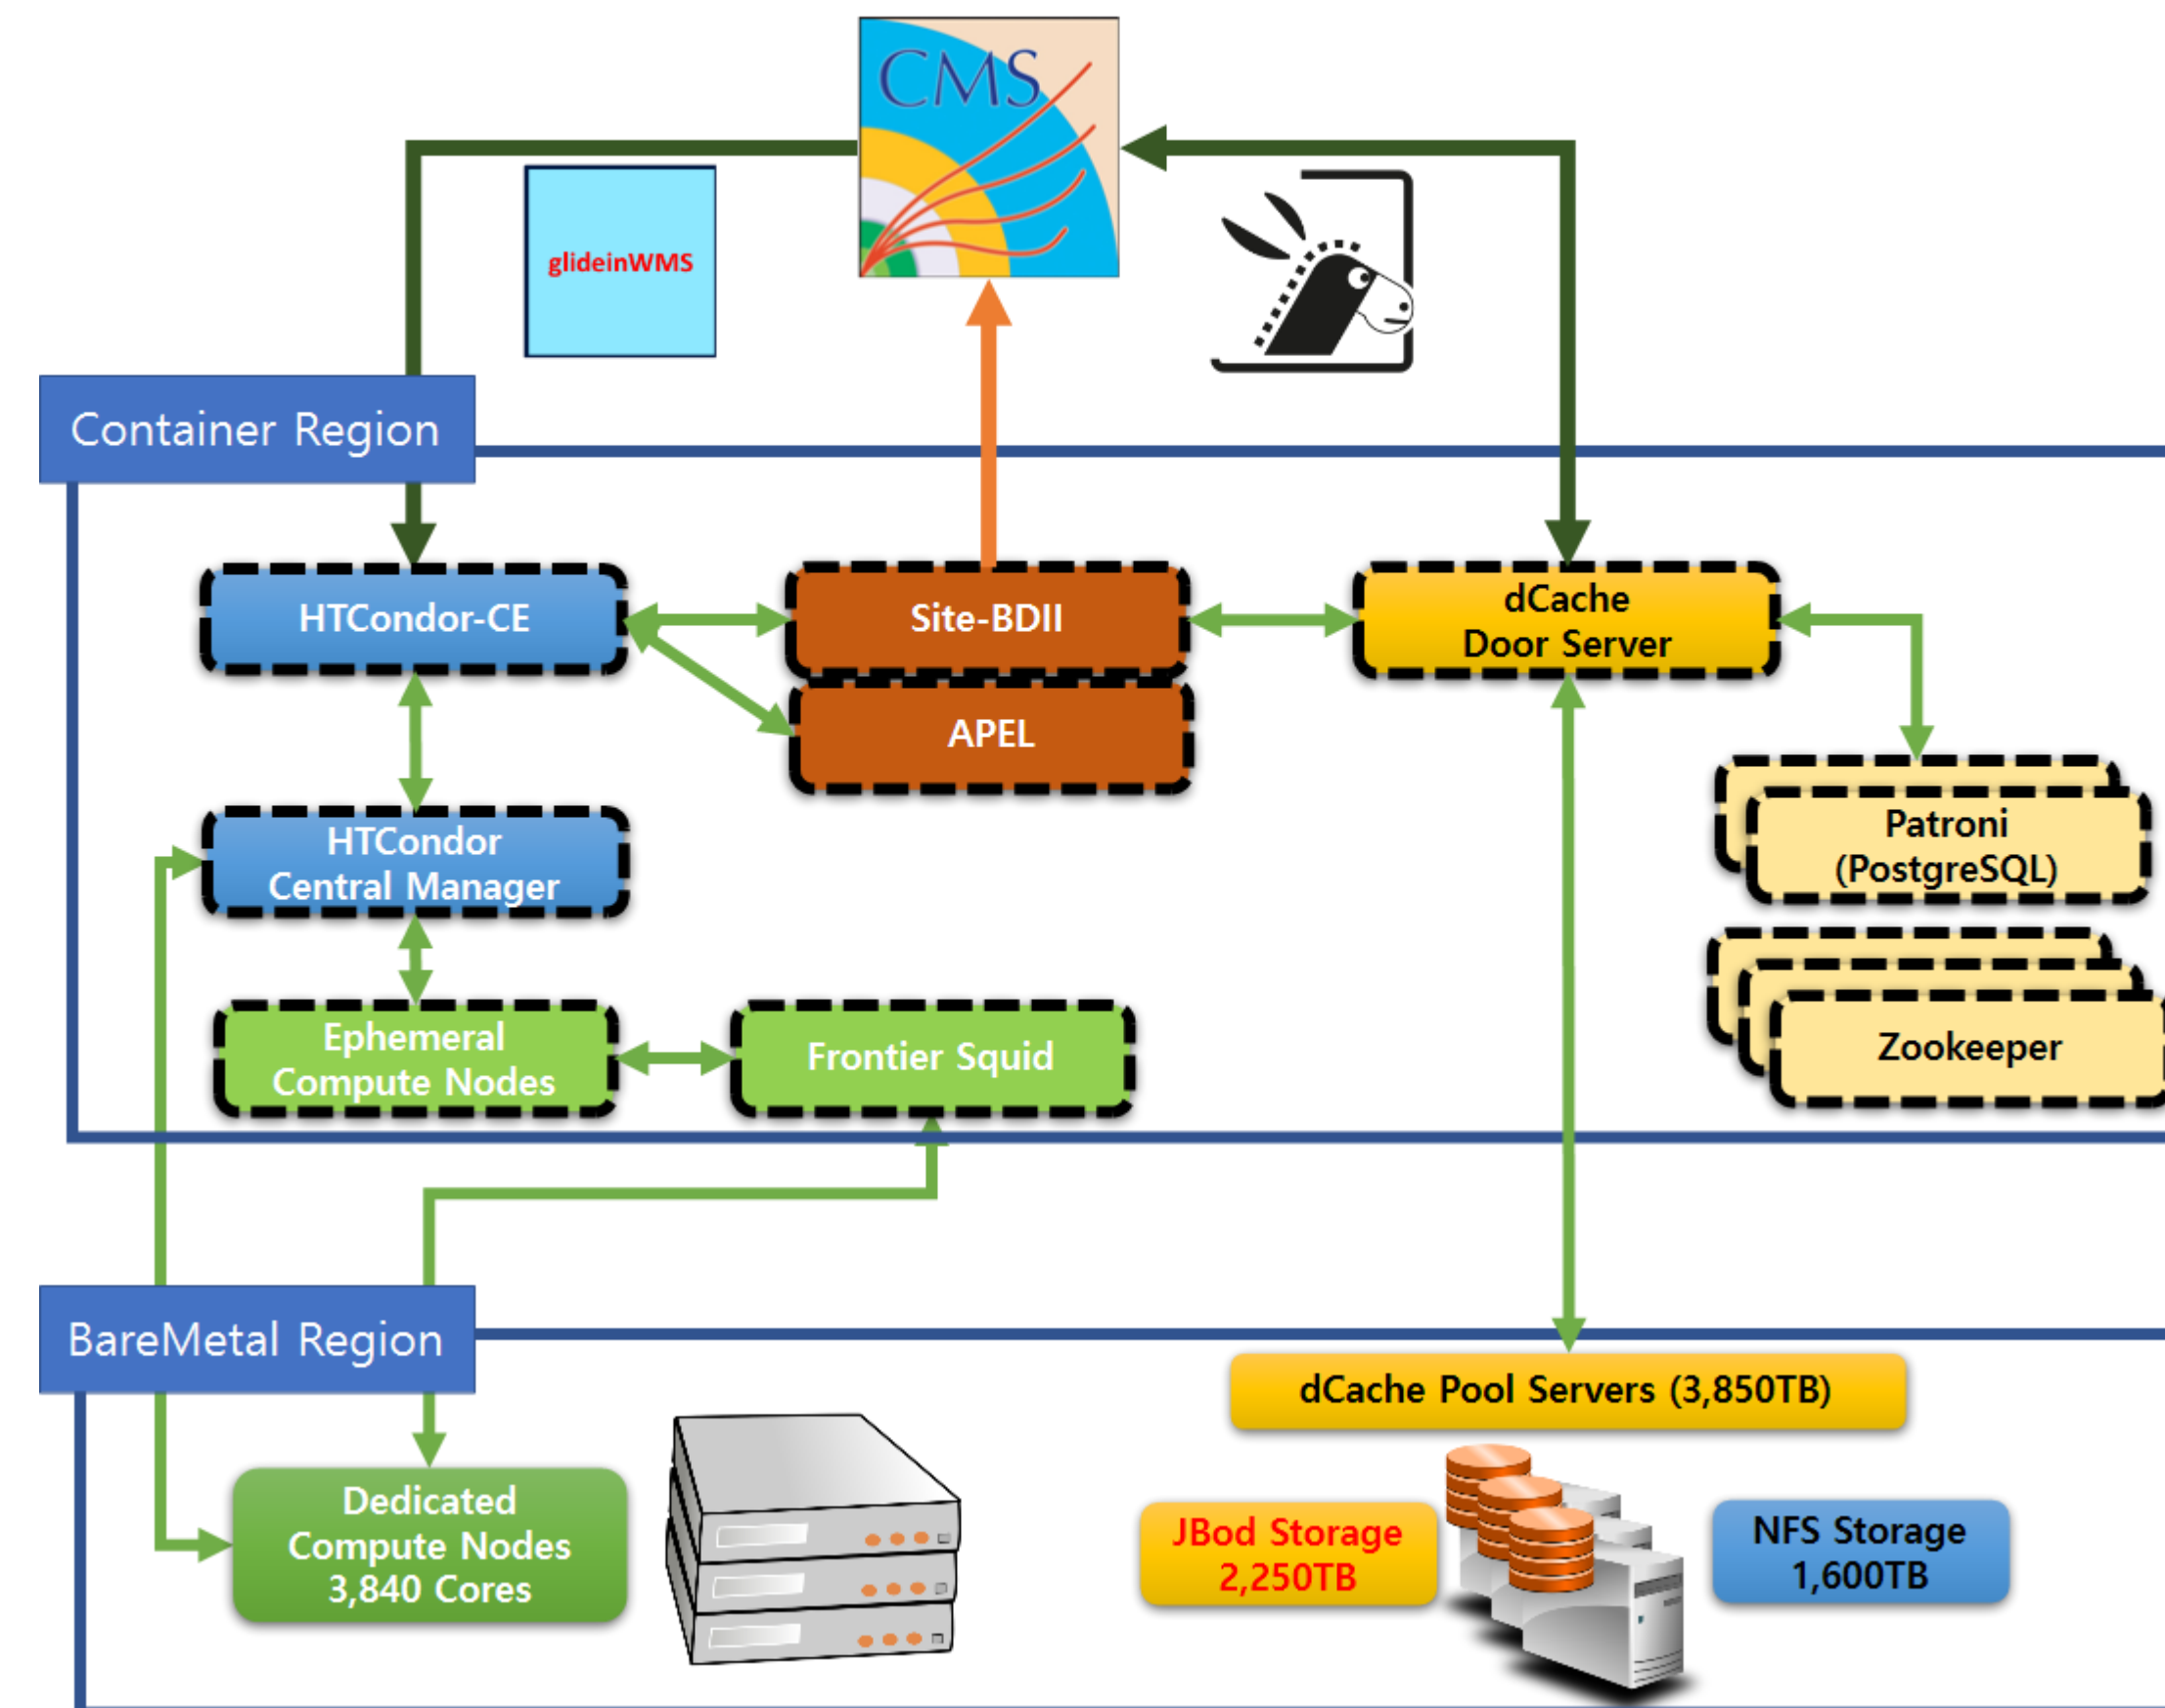 CMS
glideinWMS
Container Region
HTCondor-CE
Site-BDII
dCache
Door Server
APEL
HTCondor
Central Manager
Patroni
(PostgreSQL)
Ephemeral
Compute Nodes
Frontier Squid
Zookeeper
BareMetal Region
dCache Pool Servers (3,850TB)
Dedicated
Compute Nodes
3,840 Cores
JBod Storage
2,250TB
NFS Storage
1,600TB